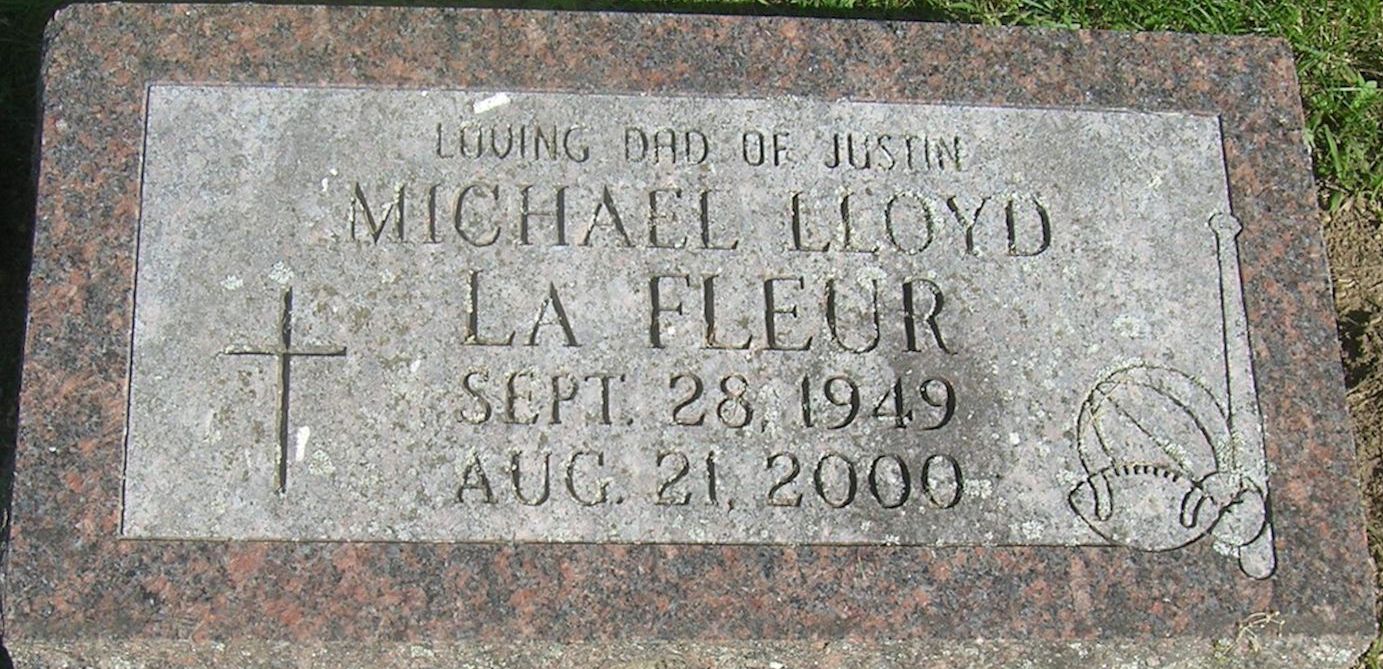 LOVING DAD OF JUSTIN
MICHAEL LLOYD
LA FLEUR
SEPT. 28, 1949
AUG. 21, 2000